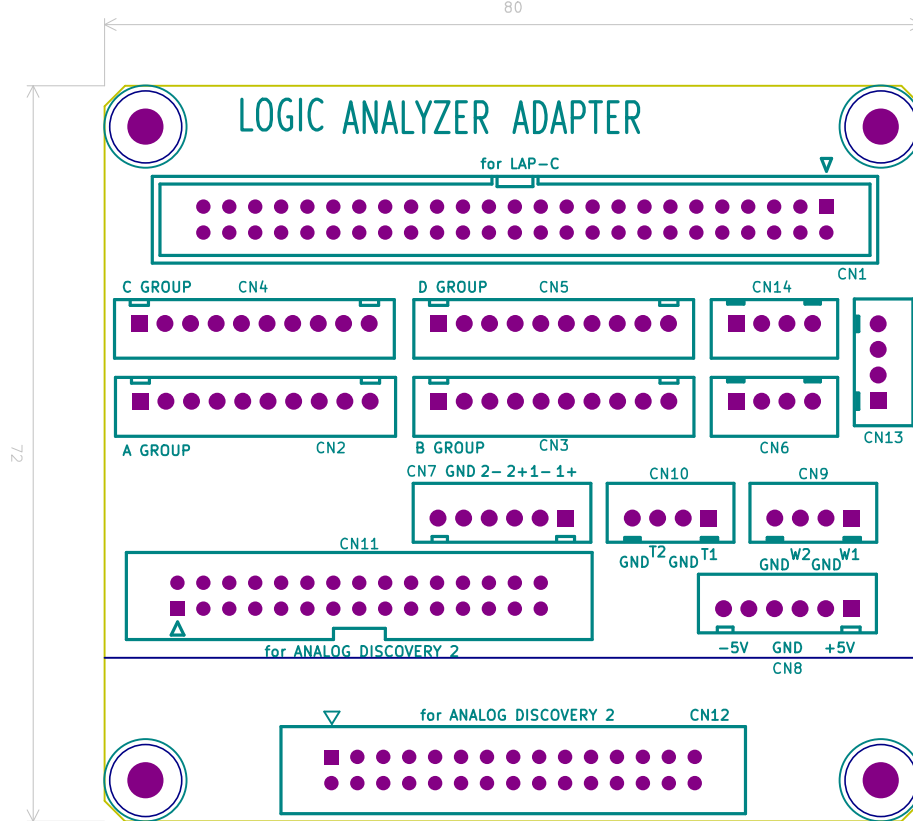 80
LOGIC ANALYZER ADAPTER
for LAP-C
CN1
C GROUP CN4 D GROUP CN5 CN14
72
A GROUP CN2 B GROUP CN3 CN6 CN13
CN7 GND 2- 2+ 1- 1+ CN10 CN9
CN11 GND T2 GND T1 GND W2 GND W1
for ANALOG DISCOVERY 2 -5V GND +5V
CN8
for ANALOG DISCOVERY 2 CN12